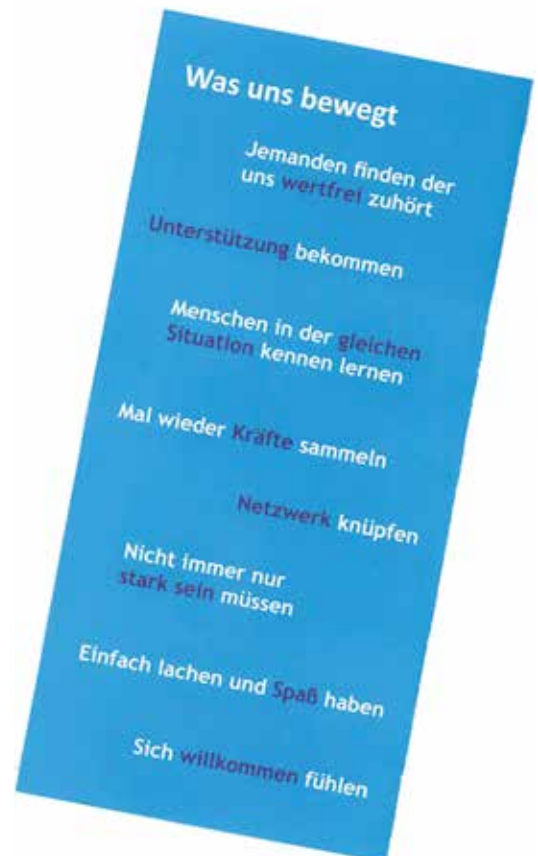 Was uns bewegt
Jemanden finden der
uns wertfrei zuhört
Unterstützung bekommen
Menschen in der gleichen
Situation kennen lernen
Mal wieder Kräfte sammeln
Netzwerk knüpfen
Nicht immer nur
stark sein müssen
Einfach lachen und Spaß haben
Sich willkommen fühlen